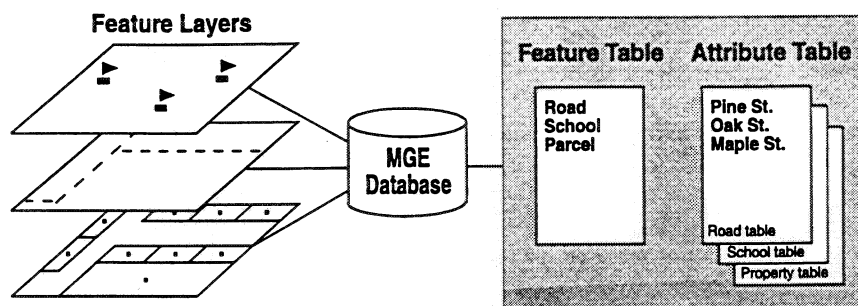 Feature Layers
MGE
Database
Feature Table
Road
School
Parcel
Attribute Table
Pine St.
Oak St.
Maple St.
Road table
School table
Property table